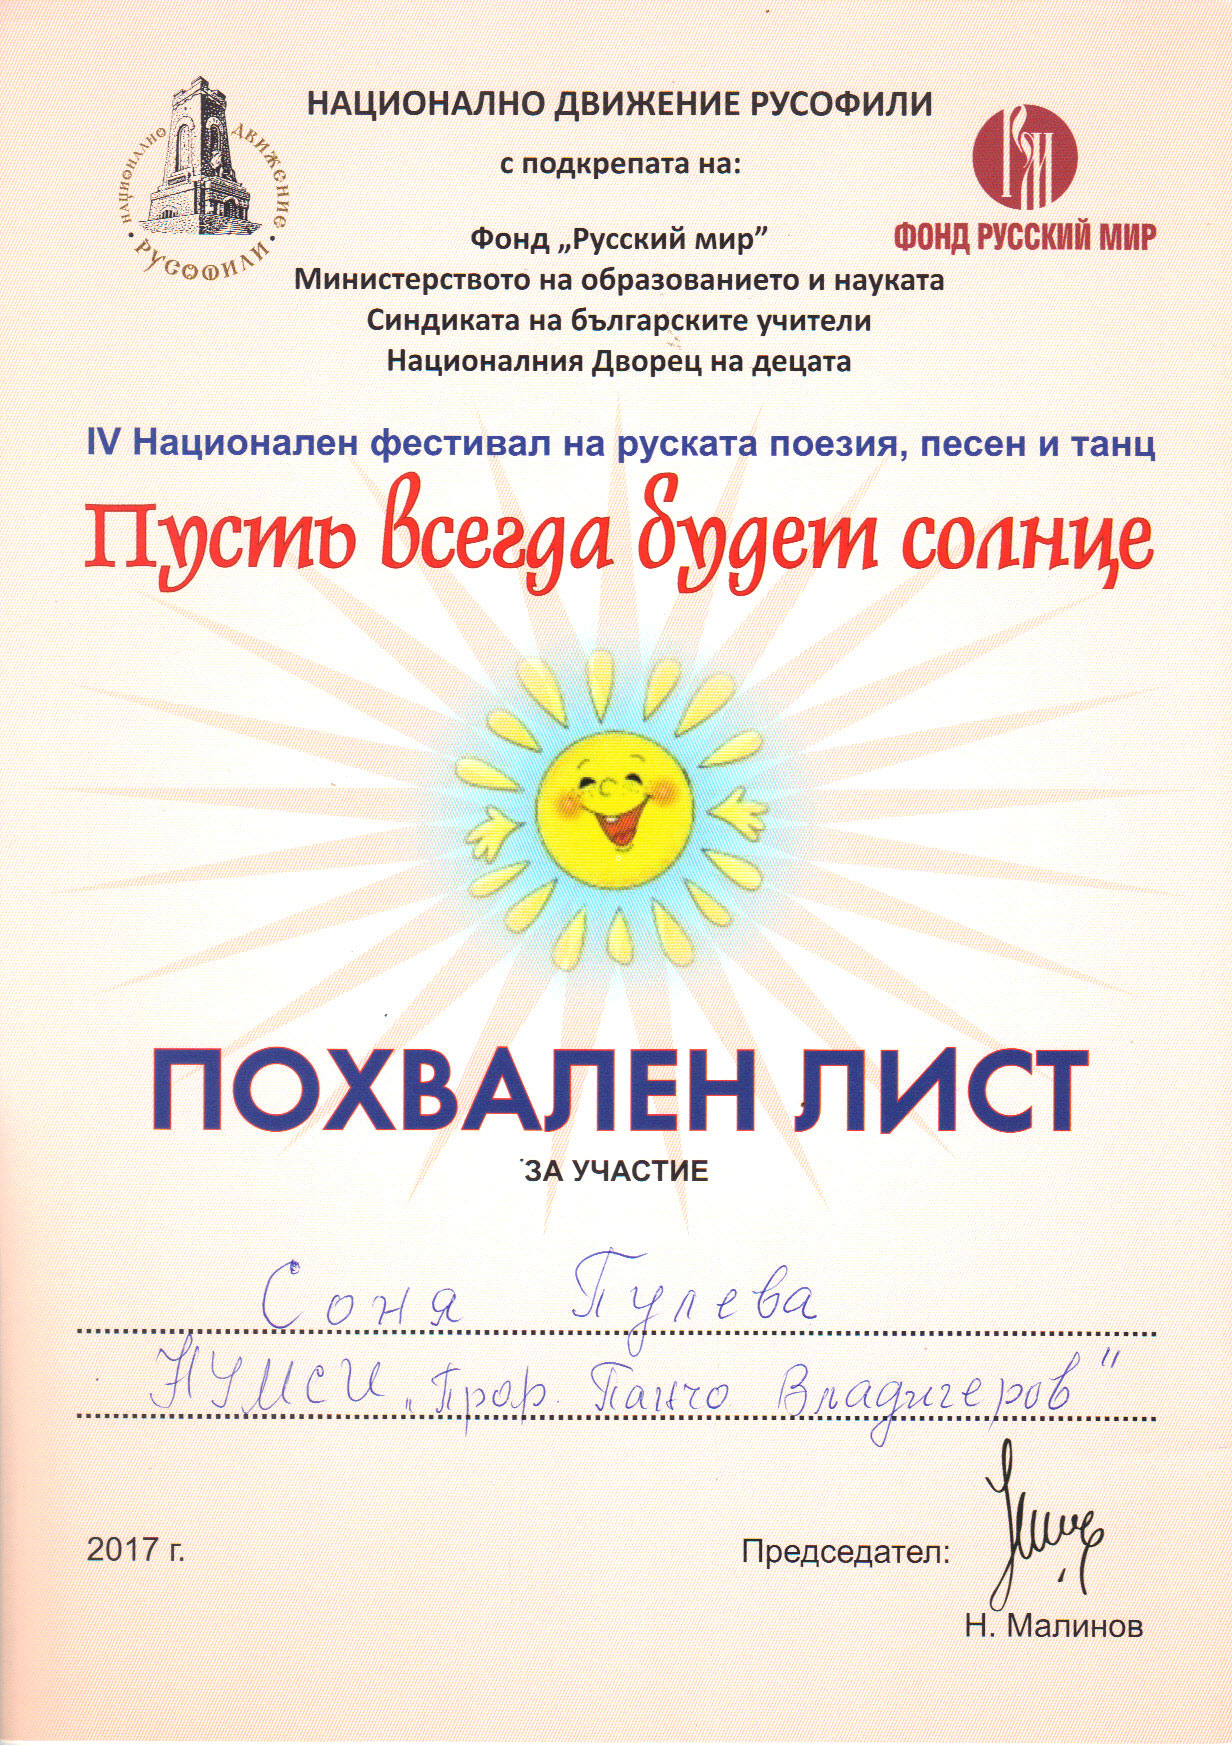 НАЦИОНАЛНО ДВИЖЕНИЕ
• РУСОФИЛИ •
НАЦИОНАЛНО ДВИЖЕНИЕ РУСОФИЛИ
с подкрепата на:
Фонд „Русский мир”
Министерството на образованието и науката
Синдиката на българските учители
Националния Дворец на децата
РМ
ФОНД РУССКИЙ МИР
IV Национален фестивал на руската поезия, песен и танц
Пусть всегда будет солнце
ПОХВАЛЕН ЛИСТ
ЗА УЧАСТИЕ
Соня Пулева
НУМСИ „Проф. Панчо Владигеров"
2017 г.
Председател:
Н. Малинов